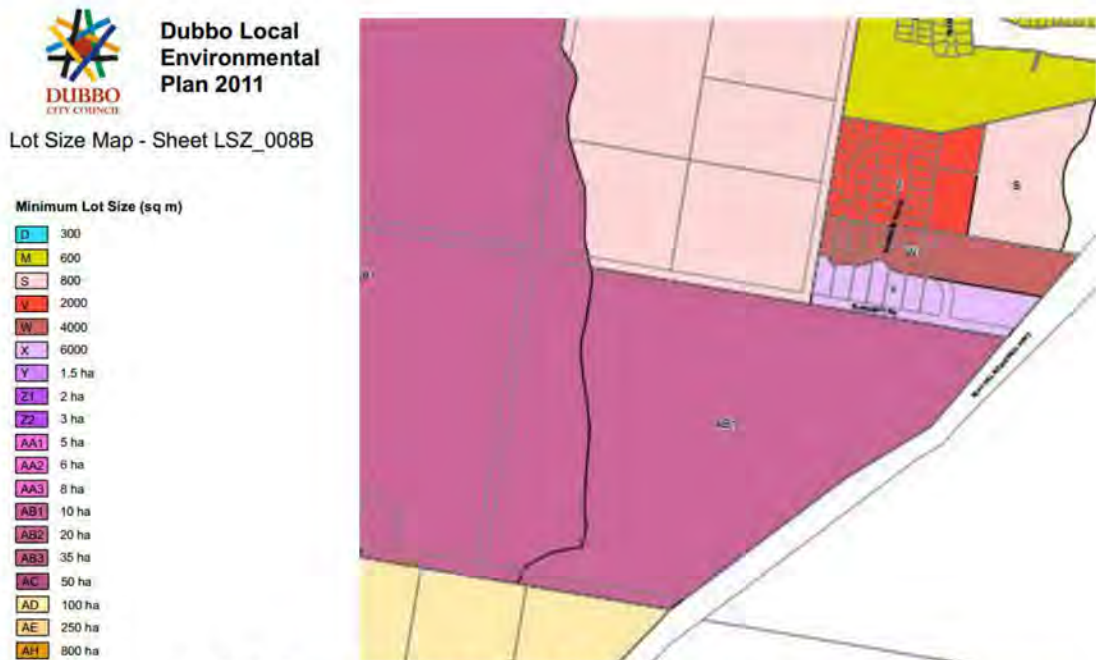 DUBBO
CITY COUNCIL
Dubbo Local
Environmental
Plan 2011
Lot Size Map - Sheet LSZ_008B
Minimum Lot Size (sq m)
D 300
M 600
S 800
V 2000
W 4000
X 6000
Y 1.5 ha
Z1 2 ha
Z2 3 ha
AA1 5 ha
AA2 6 ha
AA3 8 ha
AB1 10 ha
AB2 20 ha
AB3 35 ha
AC 50 ha
AD 100 ha
AE 250 ha
AH 800 ha
S
W
AB1